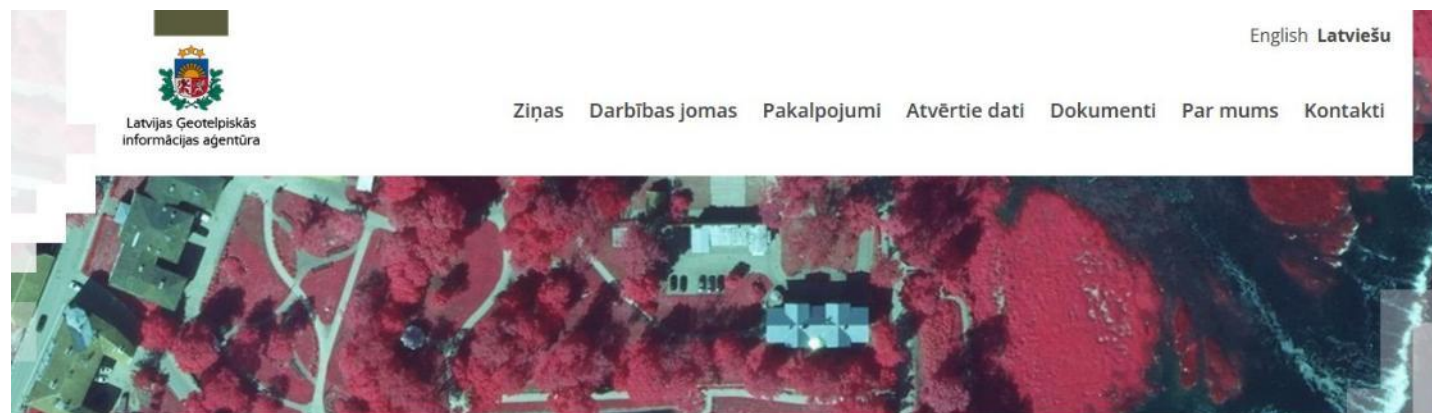 English Latviešu
Latvijas Ģeotelpiskās
informācijas aģentūra
Ziņas Darbības jomas Pakalpojumi Atvērtie dati Dokumenti Par mums Kontakti